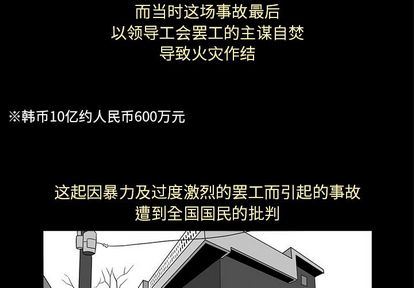 而当时这场事故最后
以领导工会罢工的主谋自焚
导致火灾作结
※韩币10亿约人民币600万元
这起因暴力及过度激烈的罢工而引起的事故
遭到全国国民的批判